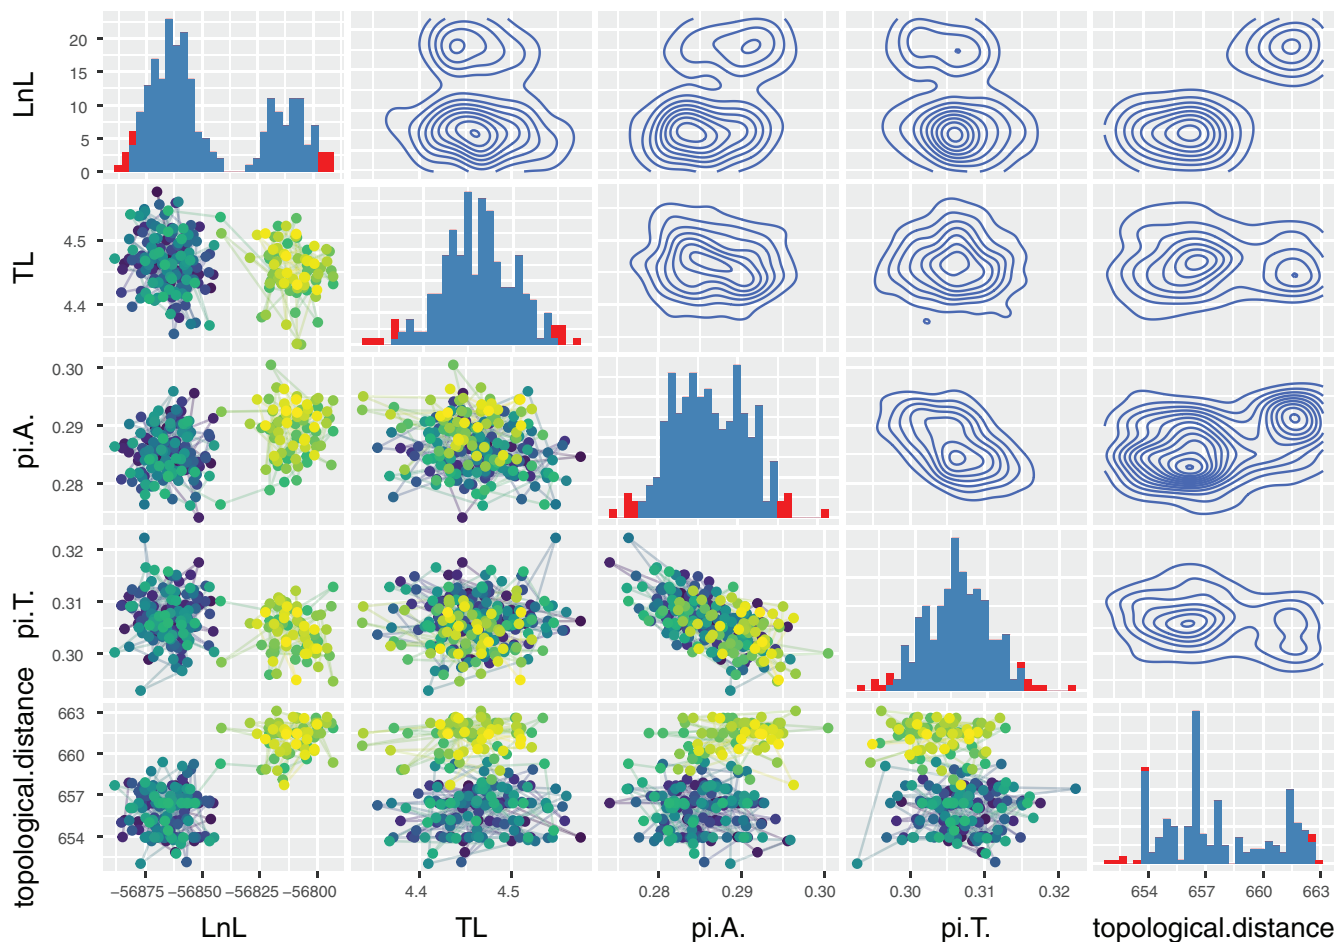 LnL
20
15
10
5
0
TL
4.5
4.4
pi.A.
0.30
0.29
0.28
pi.T.
0.32
0.31
0.30
topological.distance
663
660
657
654
−56875 −56850 −56825 −56800
4.4 4.5
0.28 0.29 0.30
0.30 0.31 0.32
654 657 660 663
LnL TL pi.A. pi.T. topological.distance